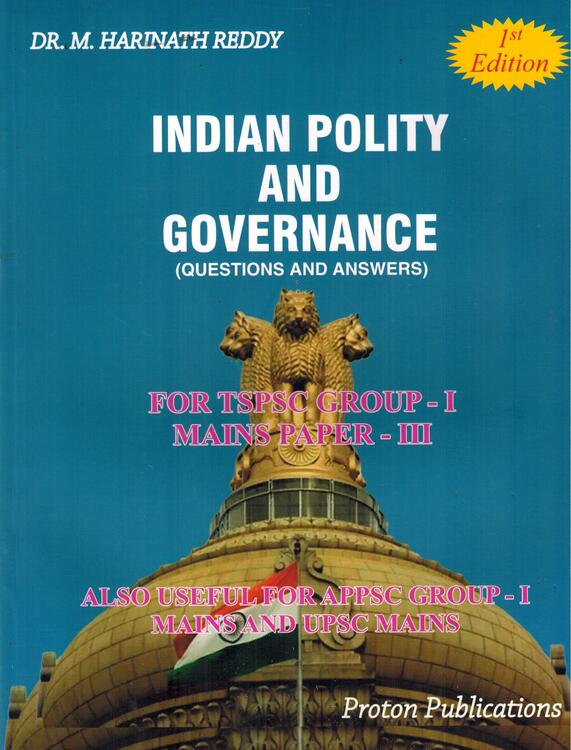 DR. M. HARINATH REDDY
1st
Edition
INDIAN POLITY
AND
GOVERNANCE
(QUESTIONS AND ANSWERS)
FOR TSPSC GROUP - I
MAINS PAPER - III
ALSO USEFUL FOR APPSC GROUP - I
MAINS AND UPSC MAINS
Proton Publications